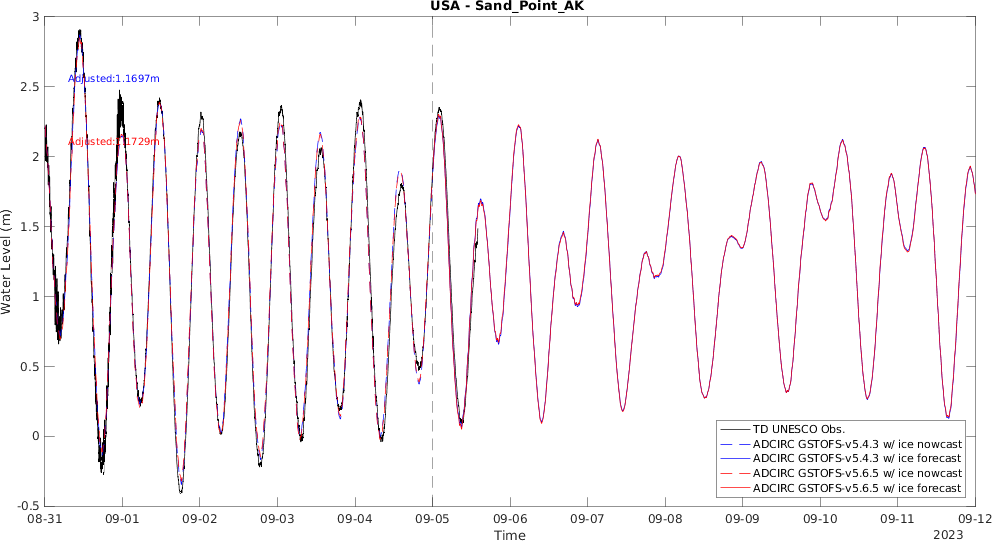 USA - Sand_Point_AK
3
2.5
2
1.5
1
0.5
0
-0.5
Water Level (m)
Adjusted:1.1697m
Adjusted:1.1729m
TD UNESCO Obs.
ADCIRC GSTOFS-v5.4.3 w/ ice nowcast
ADCIRC GSTOFS-v5.4.3 w/ ice forecast
ADCIRC GSTOFS-v5.6.5 w/ ice nowcast
ADCIRC GSTOFS-v5.6.5 w/ ice forecast
08-31 09-01 09-02 09-03 09-04 09-05 09-06 09-07 09-08 09-09 09-10 09-11 09-12
Time
2023